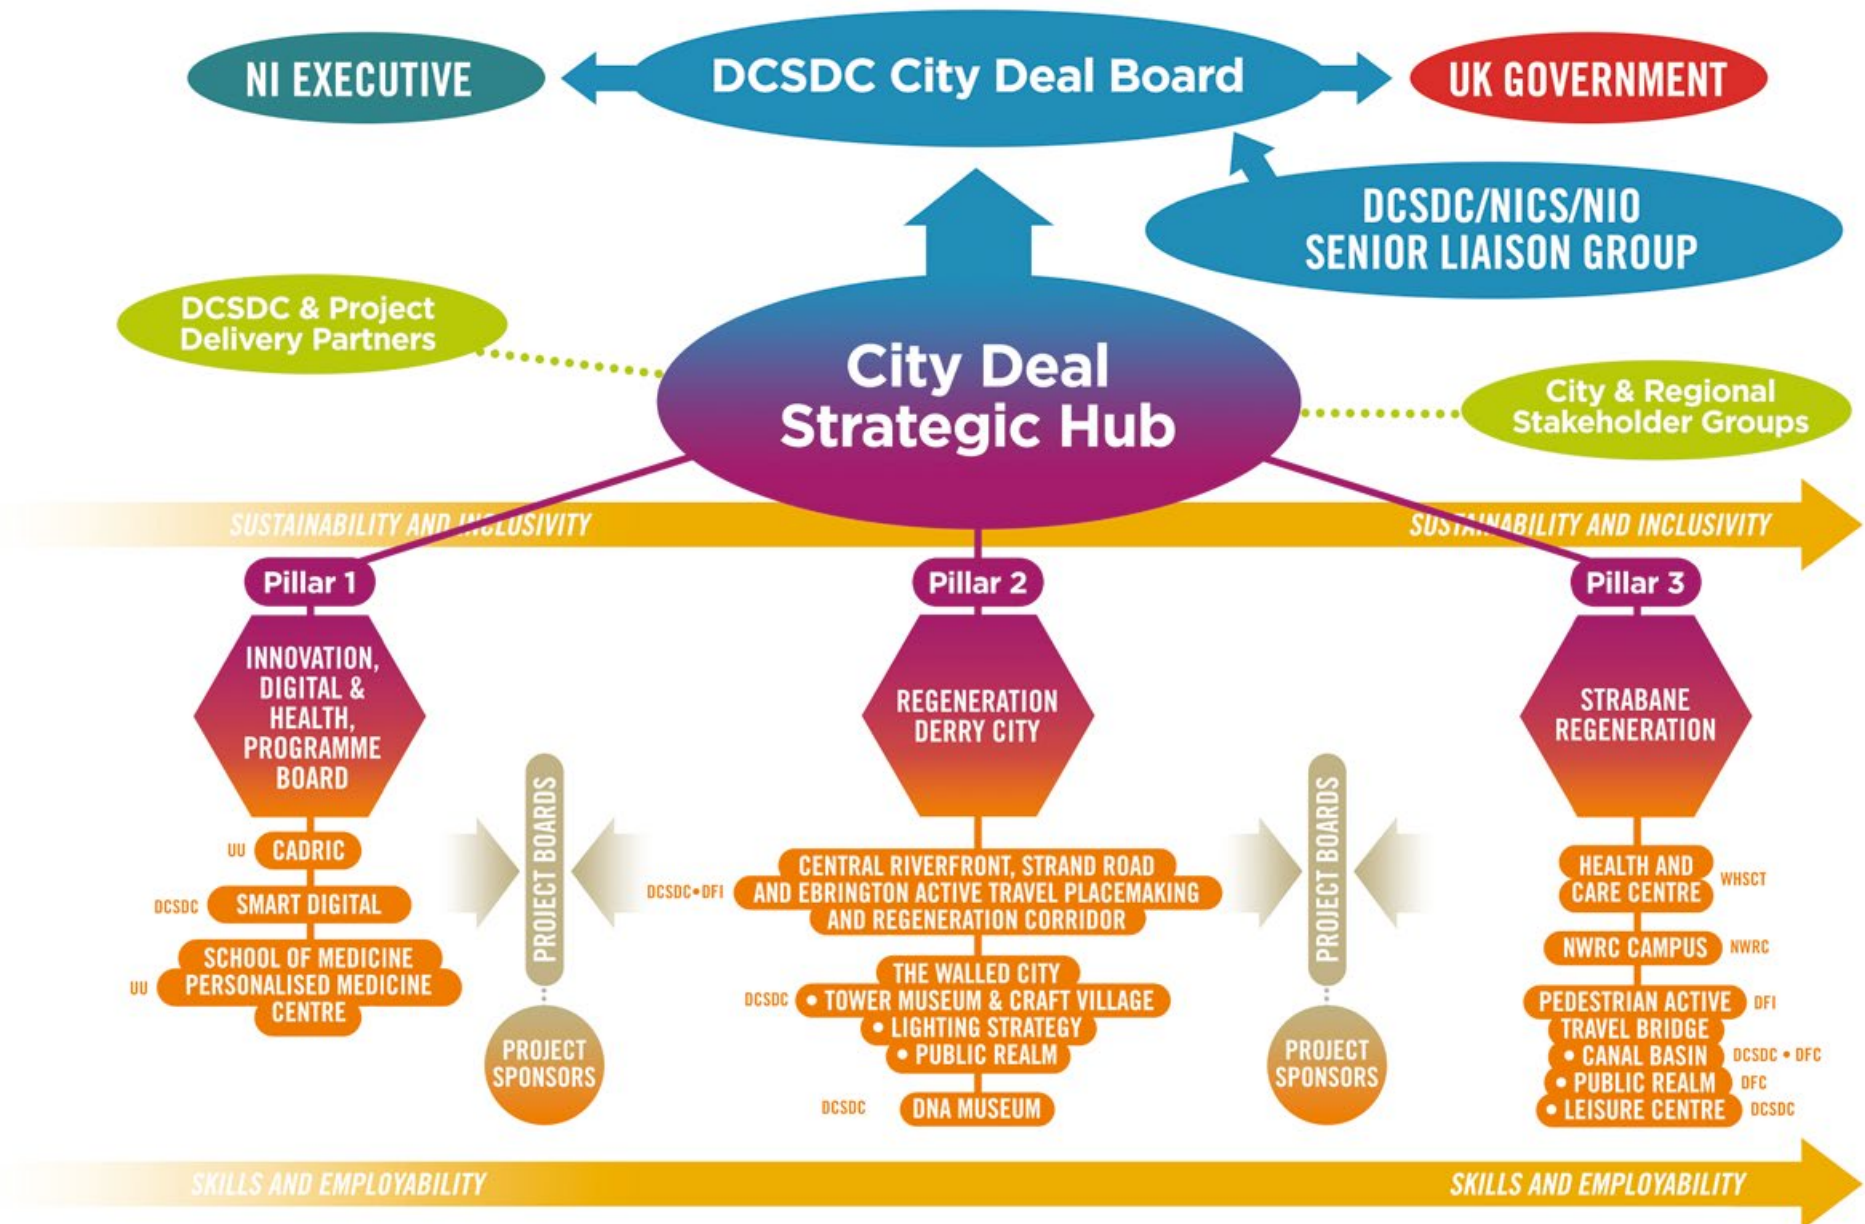 NI EXECUTIVE
DCSDC City Deal Board
UK GOVERNMENT
DCSDC/NICS/NIO
SENIOR LIAISON GROUP
DCSDC & Project
Delivery Partners
City Deal
Strategic Hub
City & Regional
Stakeholder Groups
SUSTAINABILITY AND INCLUSIVITY
SUSTAINABILITY AND INCLUSIVITY
Pillar 1
INNOVATION,
DIGITAL &
HEALTH,
PROGRAMME
BOARD
UU
CADRIC
DCSDC
SMART DIGITAL
SCHOOL OF MEDICINE
UU
PERSONALISED MEDICINE
CENTRE
PROJECT BOARDS
PROJECT
SPONSORS
Pillar 2
REGENERATION
DERRY CITY
CENTRAL RIVERFRONT, STRAND ROAD
DCSDC•DFI
AND EBRINGTON ACTIVE TRAVEL PLACEMAKING
AND REGENERATION CORRIDOR
THE WALLED CITY
DCSDC
• TOWER MUSEUM & CRAFT VILLAGE
• LIGHTING STRATEGY
• PUBLIC REALM
DCSDC
DNA MUSEUM
PROJECT BOARDS
PROJECT
SPONSORS
Pillar 3
STRABANE
REGENERATION
HEALTH AND
CARE CENTRE
WHSCT
NWRC CAMPUS
NWRC
PEDESTRIAN ACTIVE
DFI
TRAVEL BRIDGE
• CANAL BASIN
DCSDC • DFC
• PUBLIC REALM
DFC
• LEISURE CENTRE
DCSDC
SKILLS AND EMPLOYABILITY
SKILLS AND EMPLOYABILITY